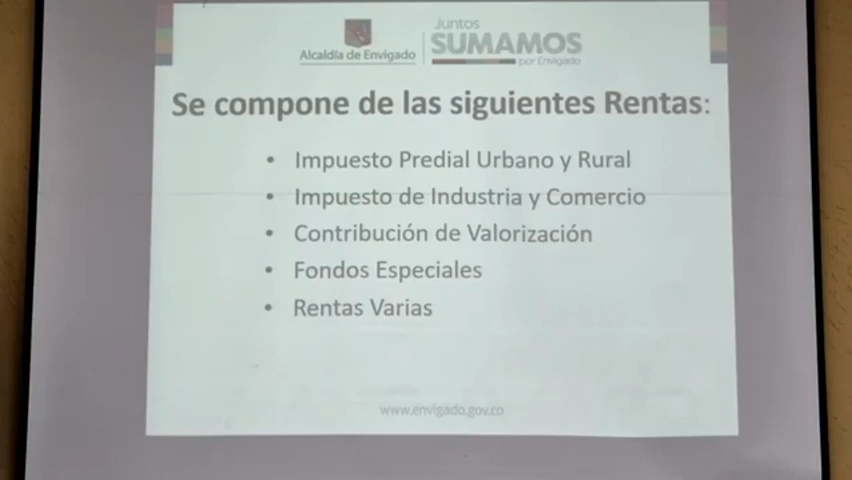 Alcaldía de Envigado
Juntos
SUMAMOS
por Envigado
Se compone de las siguientes Rentas:
• Impuesto Predial Urbano y Rural
• Impuesto de Industria y Comercio
• Contribución de Valorización
• Fondos Especiales
• Rentas Varias
www.envigado.gov.co